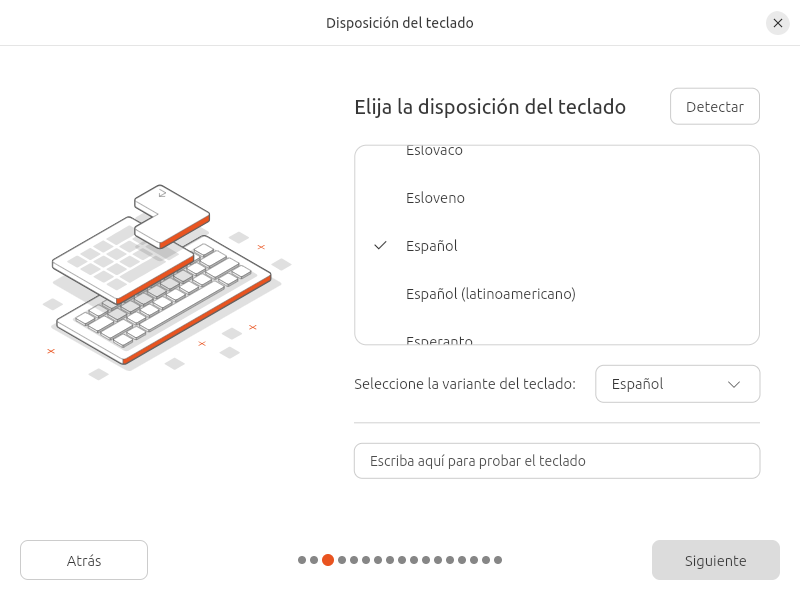 Disposición del teclado
Elija la disposición del teclado
Detectar
Eslovaco
Esloveno
Español
Español (latinoamericano)
Esperanto
Seleccione la variante del teclado:
Español
Escriba aquí para probar el teclado
Atrás
Siguiente